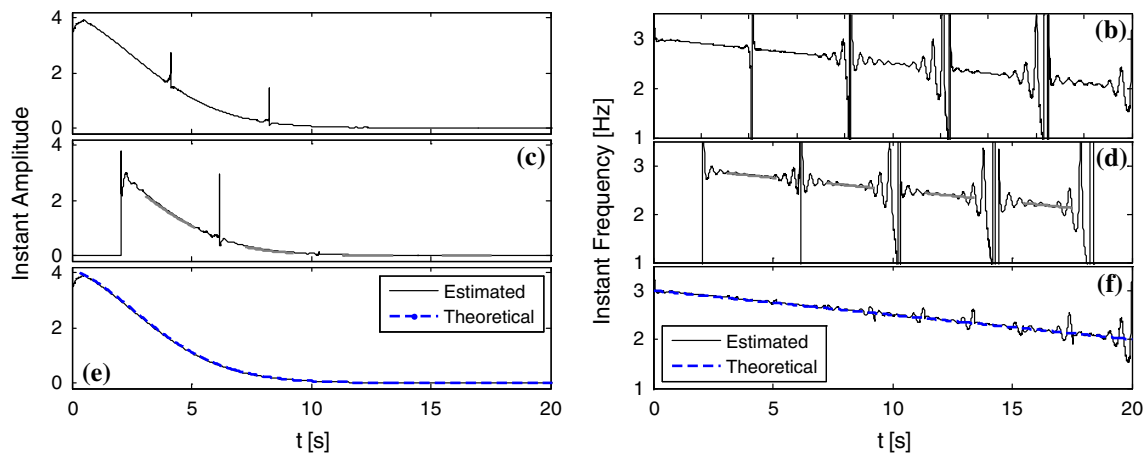 4
2
0
4
2
0
4
2
0
0
5
10
15
20
Instant Amplitude
(c)
(e)
Estimated
Theoretical
t [s]
3
2
1
3
2
1
3
2
1
0
5
10
15
20
Instant Frequency [Hz]
(b)
(d)
(f)
Estimated
Theoretical
t [s]